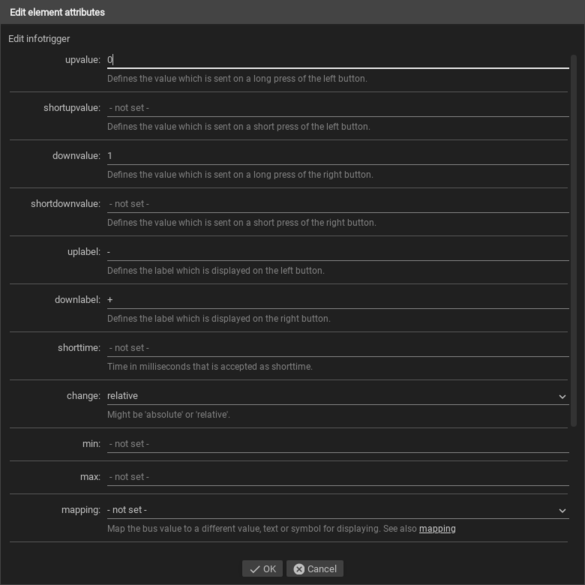 Edit element attributes
Edit infotrigger
upvalue: 0
Defines the value which is sent on a long press of the left button.
shortupvalue: - not set -
Defines the value which is sent on a short press of the left button.
downvalue: 1
Defines the value which is sent on a long press of the right button.
shortdownvalue: - not set -
Defines the value which is sent on a short press of the right button.
uplabel: -
Defines the label which is displayed on the left button.
downlabel: +
Defines the label which is displayed on the right button.
shorttime: - not set -
Time in milliseconds that is accepted as shorttime.
change: relative
Might be 'absolute' or 'relative'.
min: - not set -
max: - not set -
mapping: - not set -
Map the bus value to a different value, text or symbol for displaying. See also mapping
OK Cancel